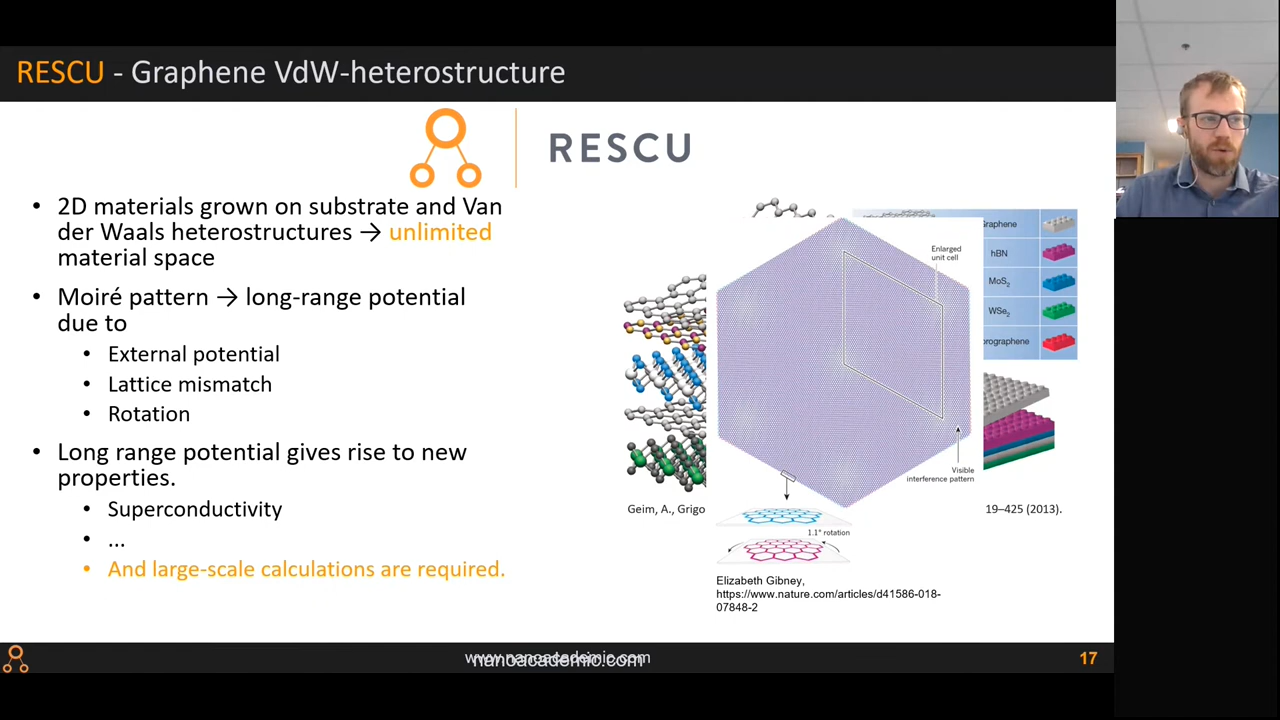 RESCU - Graphene VdW-heterostructure
RESCU
• 2D materials grown on substrate and Van
der Waals heterostructures → unlimited
material space
• Moiré pattern → long-range potential
due to
• External potential
• Lattice mismatch
• Rotation
• Long range potential gives rise to new
properties.
• Superconductivity
• ...
• And large-scale calculations are required.
Graphene
hBN
MoS₂
WSe₂
Enlarged
unit cell
Visible
interference pattern
1.1° rotation
Geim, A., Grigo
19–425 (2013).
Elizabeth Gibney,
https://www.nature.com/articles/d41586-018-
07848-2
www.nanoacademic.com
nanoacademic.com
17